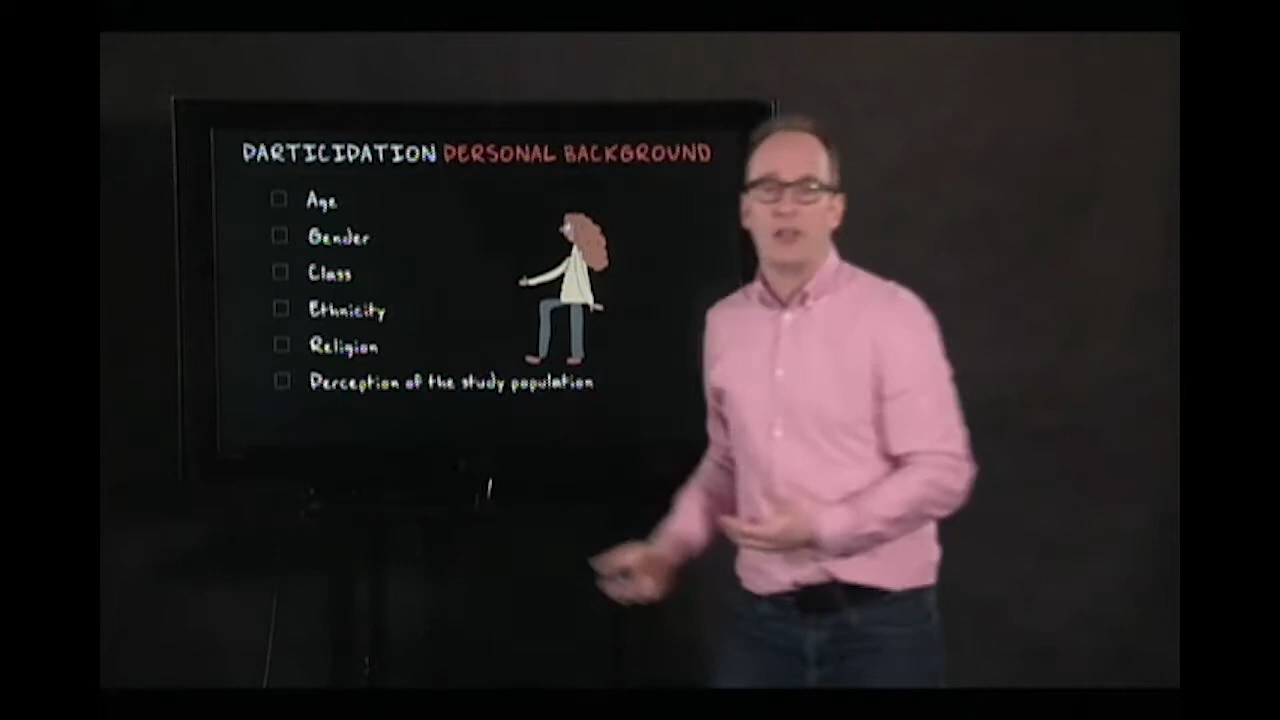 PARTICIPATION PERSONAL BACKGROUND
Age
Gender
Class
Ethnicity
Religion
Perception of the study population